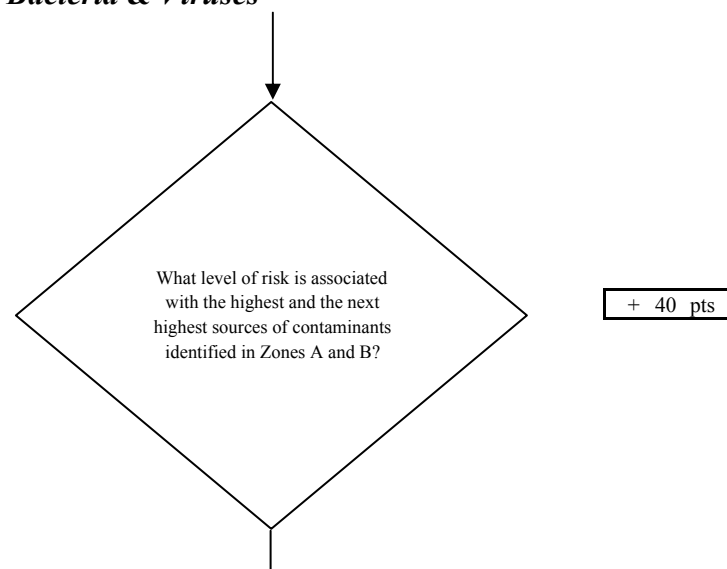 Bacteria & Viruses
What level of risk is associated
with the highest and the next
highest sources of contaminants
identified in Zones A and B?
+ 40 pts